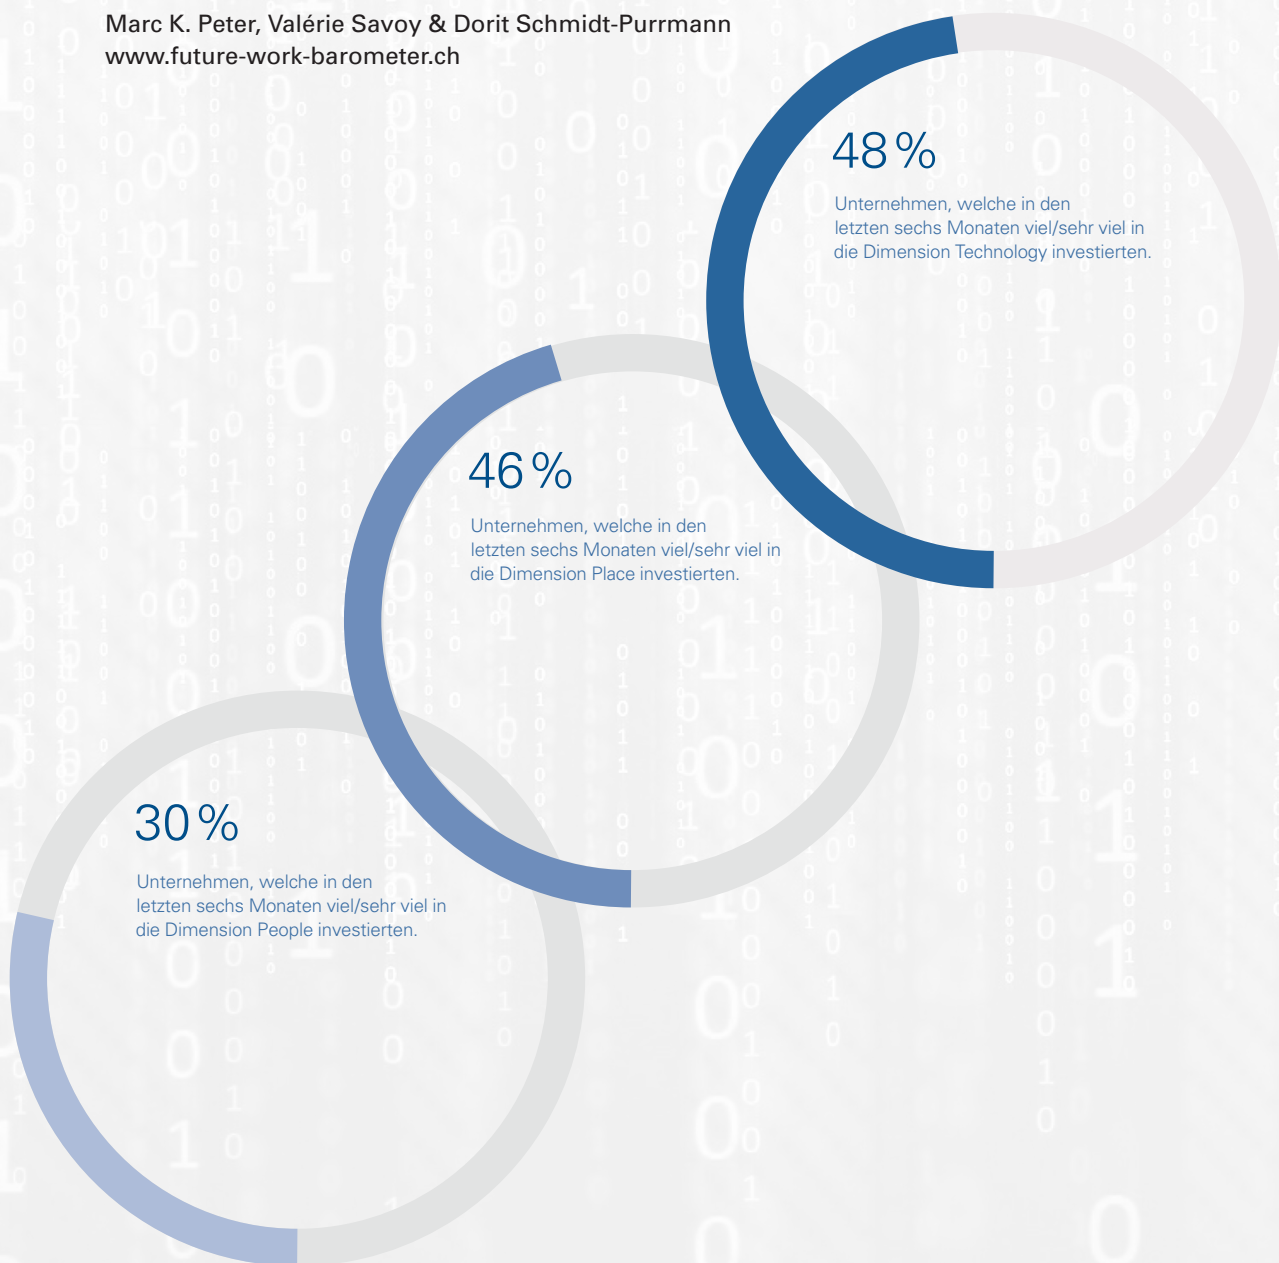 Marc K. Peter, Valérie Savoy & Dorit Schmidt-Purrmann
www.future-work-barometer.ch
48 %
Unternehmen, welche in den
letzten sechs Monaten viel/sehr viel in
die Dimension Technology investierten.
46 %
Unternehmen, welche in den
letzten sechs Monaten viel/sehr viel in
die Dimension Place investierten.
30 %
Unternehmen, welche in den
letzten sechs Monaten viel/sehr viel in
die Dimension People investierten.